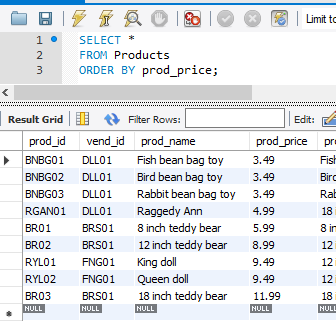 Limit to
1 SELECT *
2 FROM Products
3 ORDER BY prod_price;
Result Grid Filter Rows: Edit:
prod_id vend_id prod_name prod_price
BNBG01 DLL01 Fish bean bag toy 3.49 Fish
BNBG02 DLL01 Bird bean bag toy 3.49 Bird
BNBG03 DLL01 Rabbit bean bag toy 3.49
RGAN01 DLL01 Raggedy Ann 4.99 18 i
BR01 BRS01 8 inch teddy bear 5.99 8 in
BR02 BRS01 12 inch teddy bear 8.99 12 i
RYL01 FNG01 King doll 9.49 12 i
RYL02 FNG01 Queen doll 9.49 12 i
BR03 BRS01 18 inch teddy bear 11.99 18 i
NULL NULL NULL NULL NULL